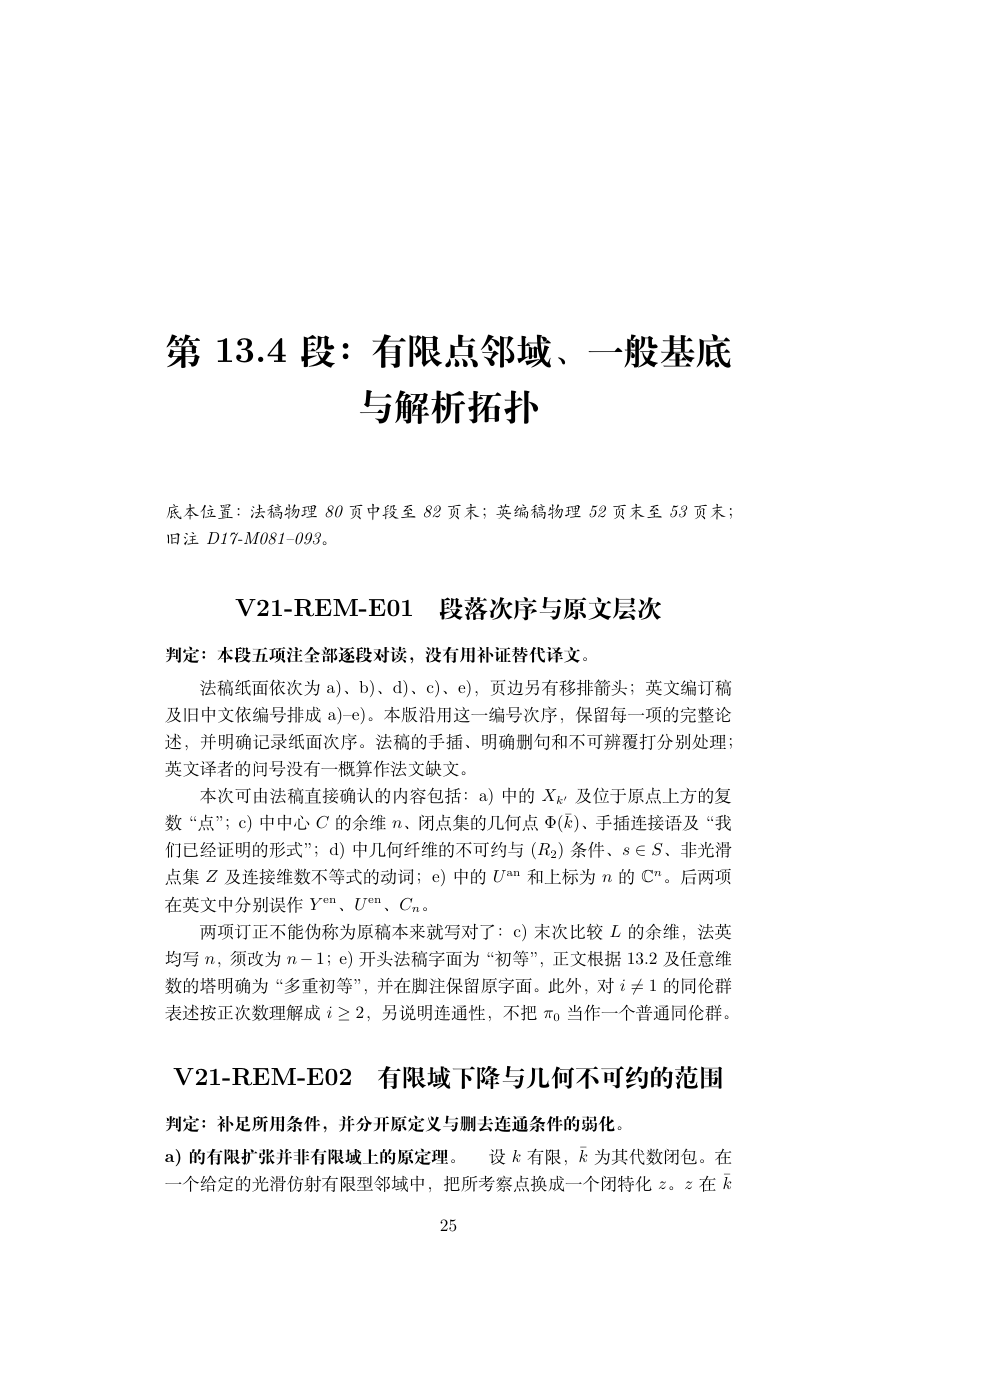 第 13.4 段：有限点邻域、一般基底
与解析拓扑
底本位置：法稿物理 80 页中段至 82 页末；英编稿物理 52 页末至 53 页末；
旧注 D17-M081–093。
V21-REM-E01 段落次序与原文层次
判定：本段五项注全部逐段对读，没有用补证替代译文。
法稿纸面依次为 a)、b)、d)、c)、e)，页边另有移排箭头；英文编订稿
及旧中文依编号排成 a)–e)。本版沿用这一编号次序，保留每一项的完整论
述，并明确记录纸面次序。法稿的手插、明确删句和不可辨覆打分别处理；
英文译者的问号没有一概算作法文缺文。
本次可由法稿直接确认的内容包括：a) 中的 $X_{k'}$ 及位于原点上方的复
数 “点”；c) 中中心 $C$ 的余维 $n$、闭点集的几何点 $\Phi(\bar{k})$、手插连接语及 “我
们已经证明的形式”；d) 中几何纤维的不可约与 $(R_2)$ 条件、$s \in S$、非光滑
点集 $Z$ 及连接维数不等式的动词；e) 中的 $U^{\mathrm{an}}$ 和上标为 $n$ 的 $\mathbb{C}^n$。后两项
在英文中分别误作 $Y^{\mathrm{en}}$、$U^{\mathrm{en}}$、$C_n$。
两项订正不能伪称为原稿本来就写对了：c) 末次比较 $L$ 的余维，法英
均写 $n$，须改为 $n-1$；e) 开头法稿字面为 “初等”，正文根据 13.2 及任意维
数的塔明确为 “多重初等”，并在脚注保留原字面。此外，对 $i \neq 1$ 的同伦群
表述按正次数理解成 $i \geq 2$，另说明连通性，不把 $\pi_0$ 当作一个普通同伦群。
V21-REM-E02 有限域下降与几何不可约的范围
判定：补足所用条件，并分开原定义与删去连通条件的弱化。
a) 的有限扩张并非有限域上的原定理。 设 $k$ 有限，$\bar{k}$ 为其代数闭包。在
一个给定的光滑仿射有限型邻域中，把所考察点换成一个闭特化 $z$。$z$ 在 $\bar{k}$
25